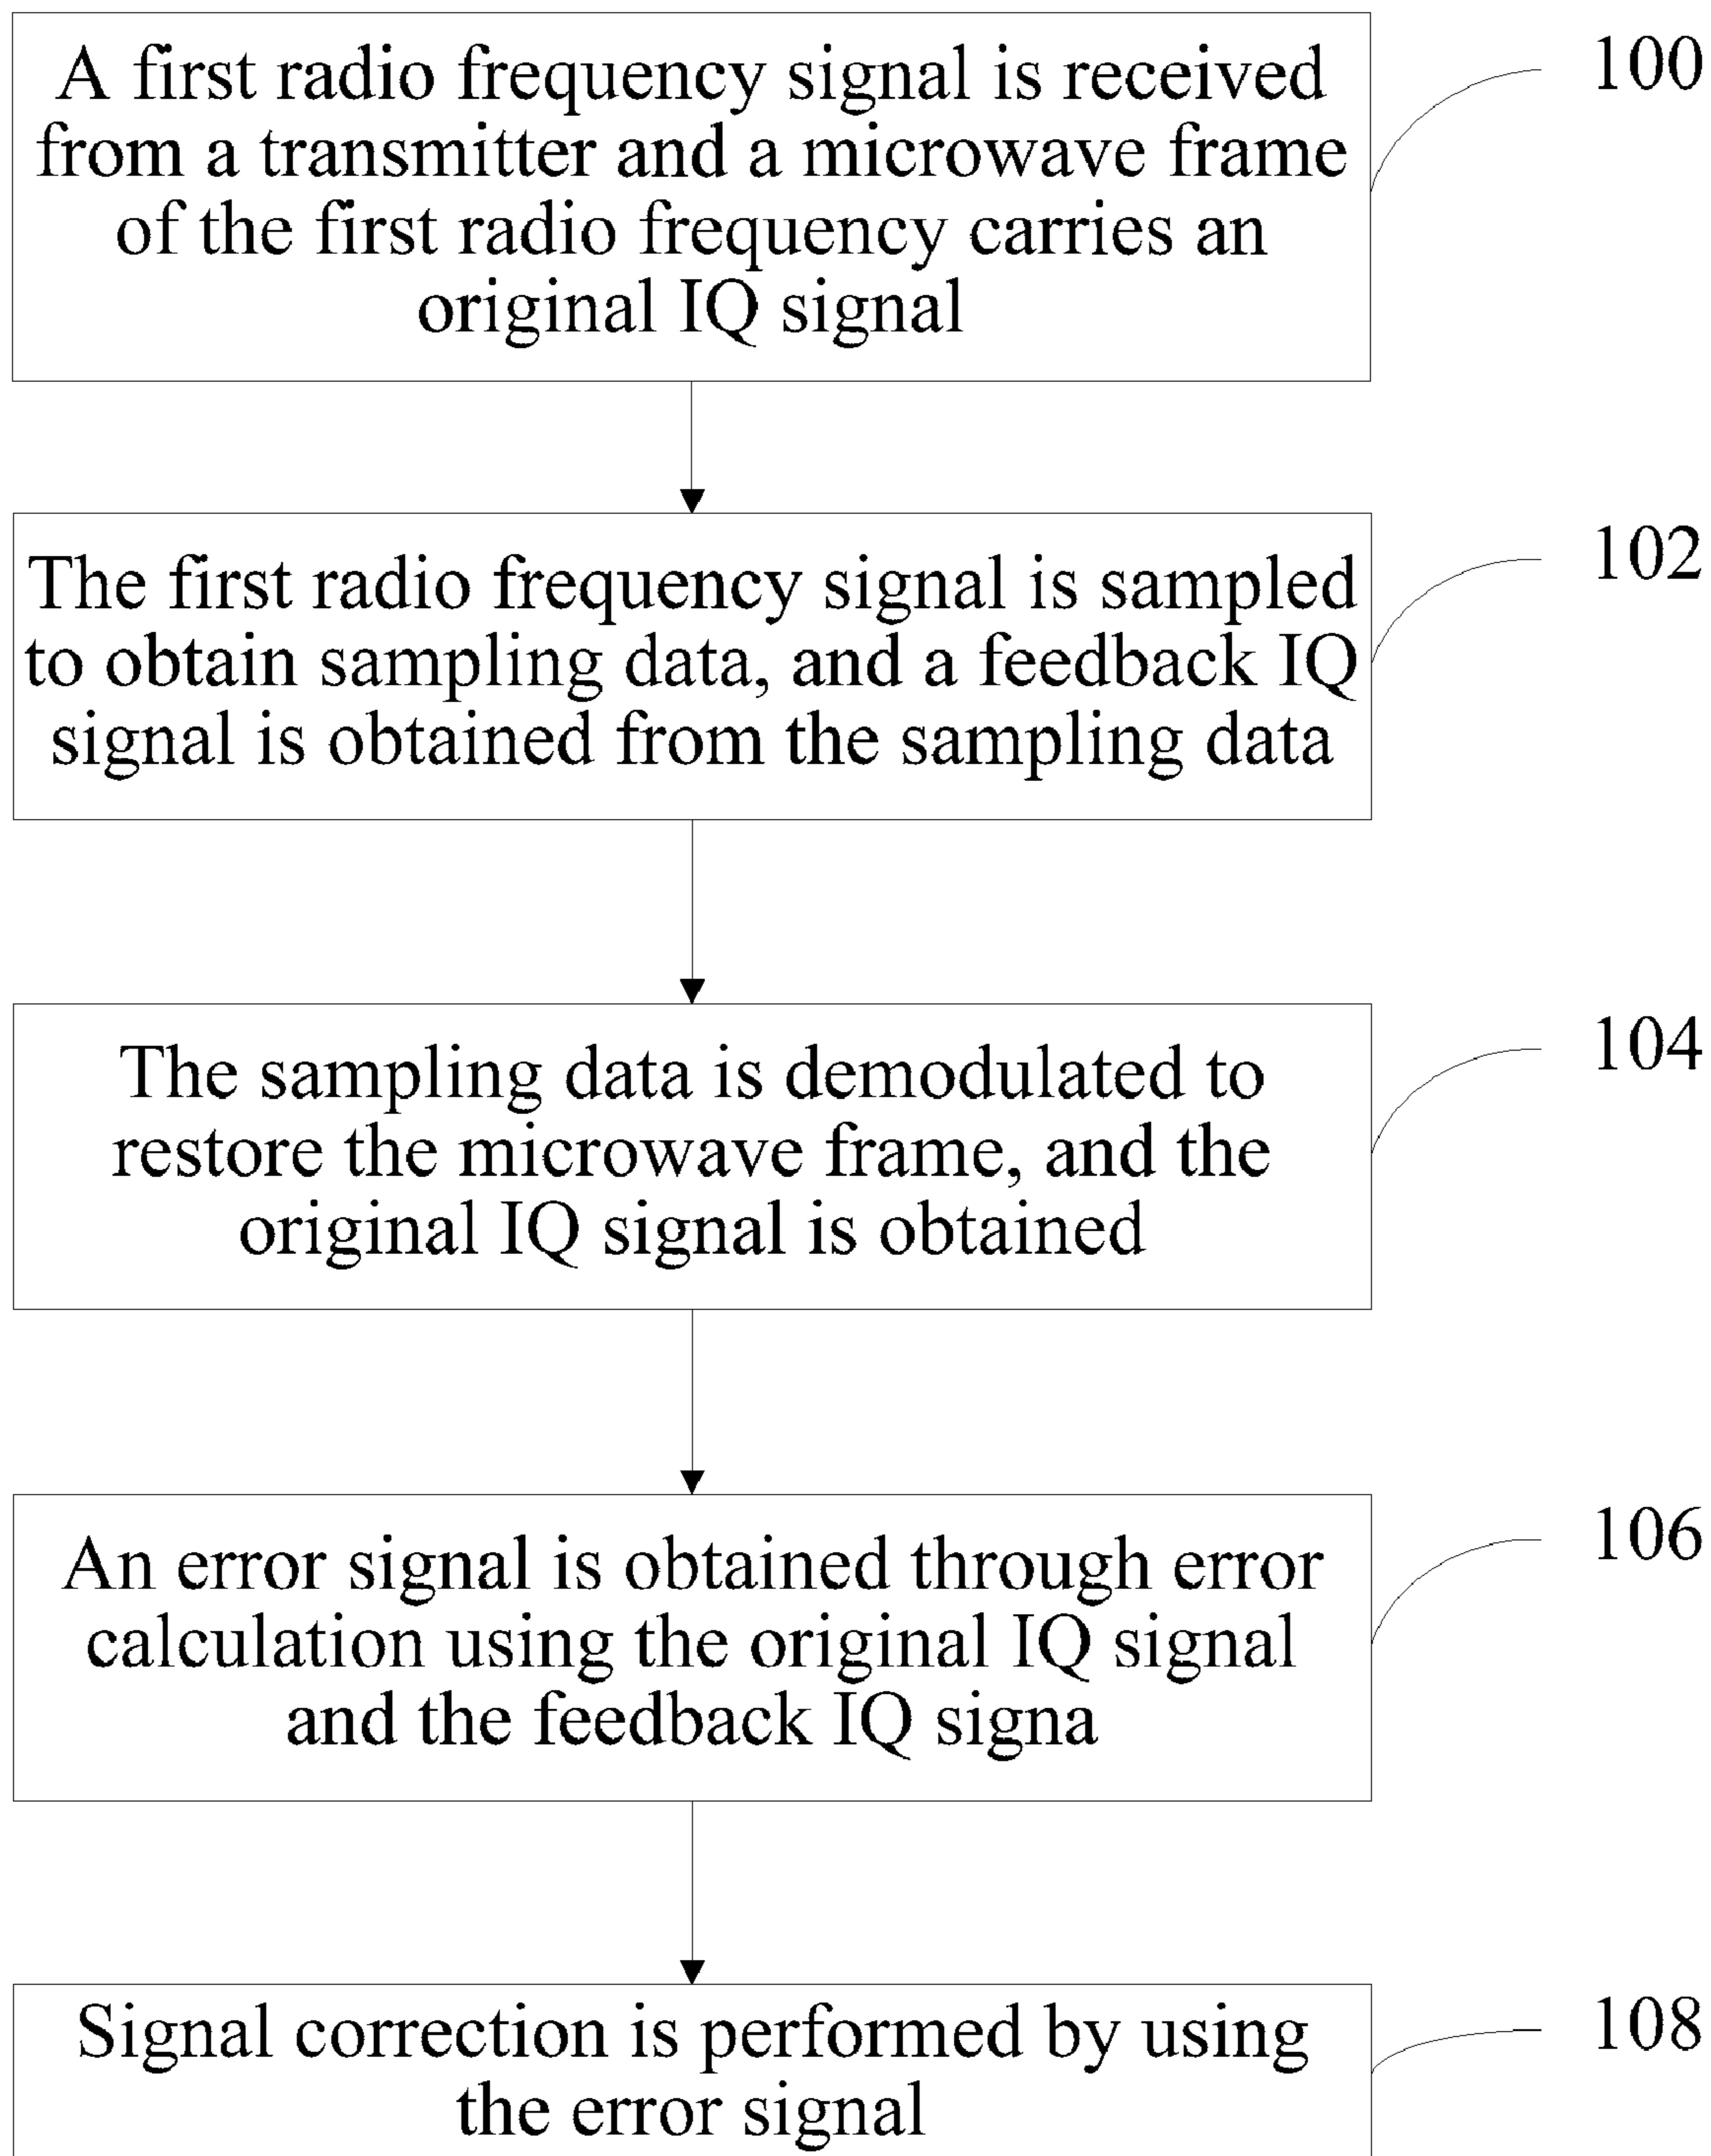 A first radio frequency signal is received
from a transmitter and a microwave frame
of the first radio frequency carries an
original IQ signal
100
The first radio frequency signal is sampled
to obtain sampling data, and a feedback IQ
signal is obtained from the sampling data
102
The sampling data is demodulated to
restore the microwave frame, and the
original IQ signal is obtained
104
An error signal is obtained through error
calculation using the original IQ signal
and the feedback IQ signa
106
Signal correction is performed by using
the error signal
108